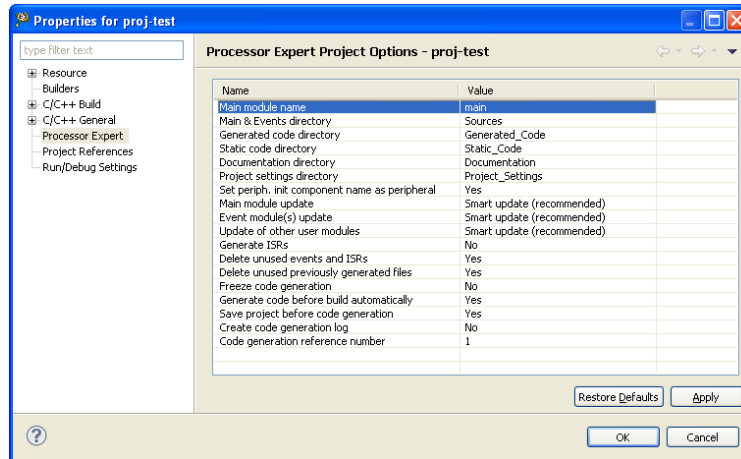 Properties for proj-test
type filter text
Resource
Builders
C/C++ Build
C/C++ General
Processor Expert
Project References
Run/Debug Settings
Processor Expert Project Options - proj-test
Name Value
Main module name main
Main & Events directory Sources
Generated code directory Generated_Code
Static code directory Static_Code
Documentation directory Documentation
Project settings directory Project_Settings
Set periph. init component name as peripheral Yes
Main module update Smart update (recommended)
Event module(s) update Smart update (recommended)
Update of other user modules Smart update (recommended)
Generate ISRs No
Delete unused events and ISRs Yes
Delete unused previously generated files Yes
Freeze code generation No
Generate code before build automatically Yes
Save project before code generation Yes
Create code generation log No
Code generation reference number 1
Restore Defaults Apply
OK Cancel